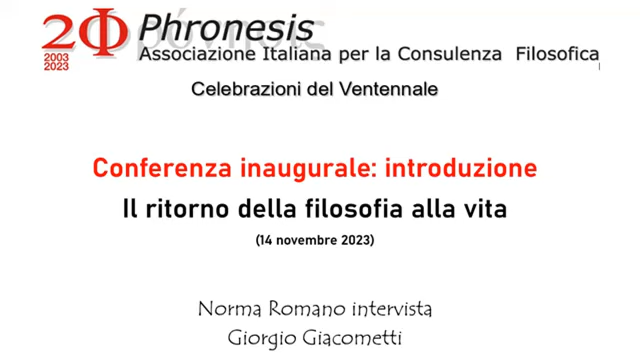 2Φ Phronesis
φρόνησις
2003
2023
Associazione Italiana per la Consulenza Filosofica
Celebrazioni del Ventennale
Conferenza inaugurale: introduzione
Il ritorno della filosofia alla vita
(14 novembre 2023)
Norma Romano intervista
Giorgio Giacometti